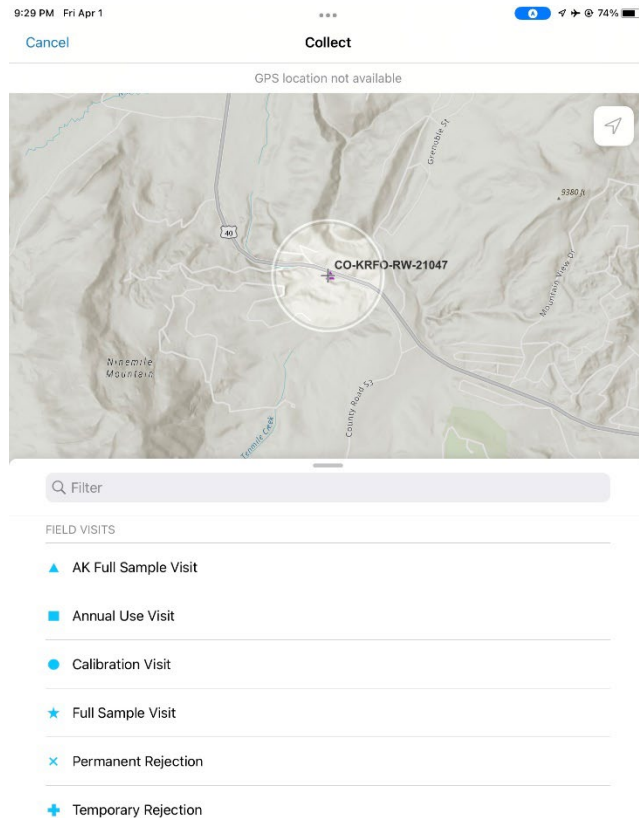 9:29 PM Fri Apr 1
74%
Cancel
Collect
GPS location not available
Grenoble St
9380 ft
40
CO-KRFO-RW-21047
Mountain View Dr
Ninemile
Mountain
County Road 53
Tenmile Creek
Filter
FIELD VISITS
AK Full Sample Visit
Annual Use Visit
Calibration Visit
Full Sample Visit
Permanent Rejection
Temporary Rejection